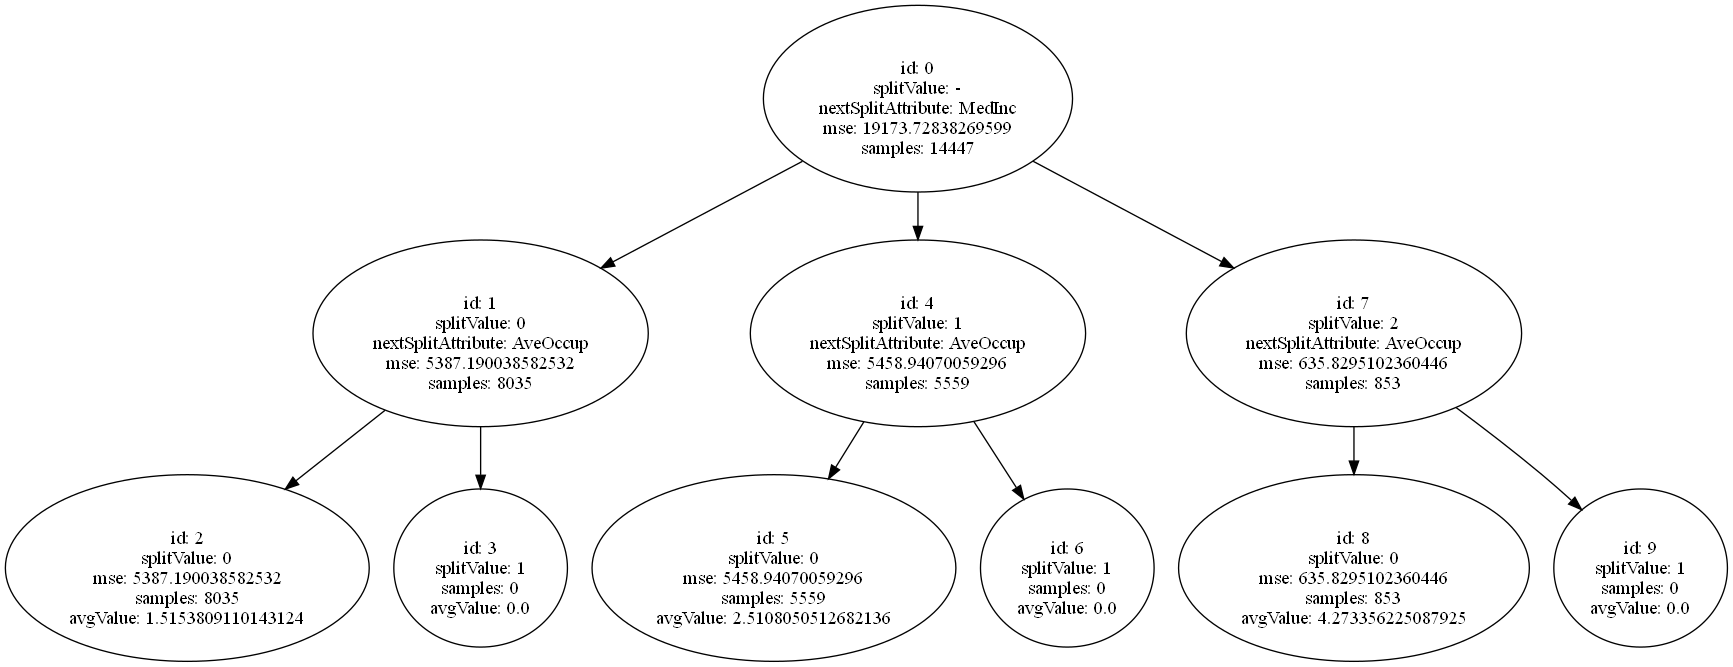 id: 0
splitValue: -
nextSplitAttribute: MedInc
mse: 19173.72838269599
samples: 14447
id: 1
splitValue: 0
nextSplitAttribute: AveOccup
mse: 5387.190038582532
samples: 8035
id: 4
splitValue: 1
nextSplitAttribute: AveOccup
mse: 5458.94070059296
samples: 5559
id: 7
splitValue: 2
nextSplitAttribute: AveOccup
mse: 635.8295102360446
samples: 853
id: 2
splitValue: 0
mse: 5387.190038582532
samples: 8035
avgValue: 1.5153809110143124
id: 3
splitValue: 1
samples: 0
avgValue: 0.0
id: 5
splitValue: 0
mse: 5458.94070059296
samples: 5559
avgValue: 2.5108050512682136
id: 6
splitValue: 1
samples: 0
avgValue: 0.0
id: 8
splitValue: 0
mse: 635.8295102360446
samples: 853
avgValue: 4.273356225087925
id: 9
splitValue: 1
samples: 0
avgValue: 0.0